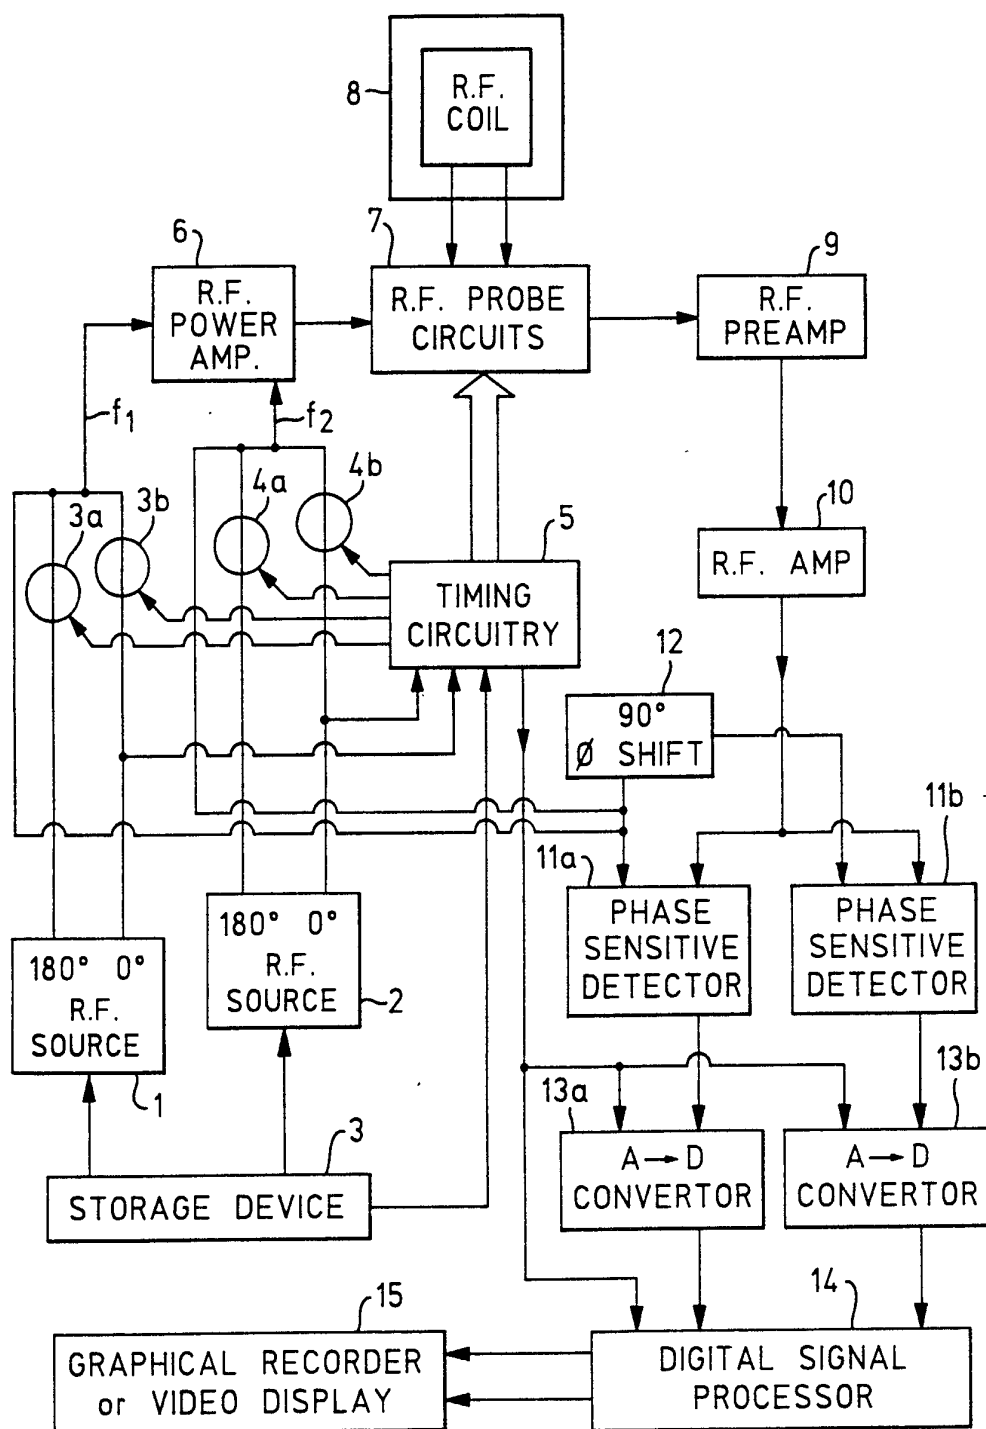 8
R.F.
COIL
6
R.F.
POWER
AMP.
7
R.F. PROBE
CIRCUITS
9
R.F.
PREAMP
f1
f2
3a
3b
4a
4b
5
TIMING
CIRCUITRY
10
R.F. AMP
12
90°
Ø SHIFT
11a
PHASE
SENSITIVE
DETECTOR
11b
PHASE
SENSITIVE
DETECTOR
180° 0°
R.F.
SOURCE
1
180° 0°
R.F.
SOURCE
2
3
STORAGE DEVICE
13a
A→D
CONVERTOR
13b
A→D
CONVERTOR
14
DIGITAL SIGNAL
PROCESSOR
15
GRAPHICAL RECORDER
or VIDEO DISPLAY